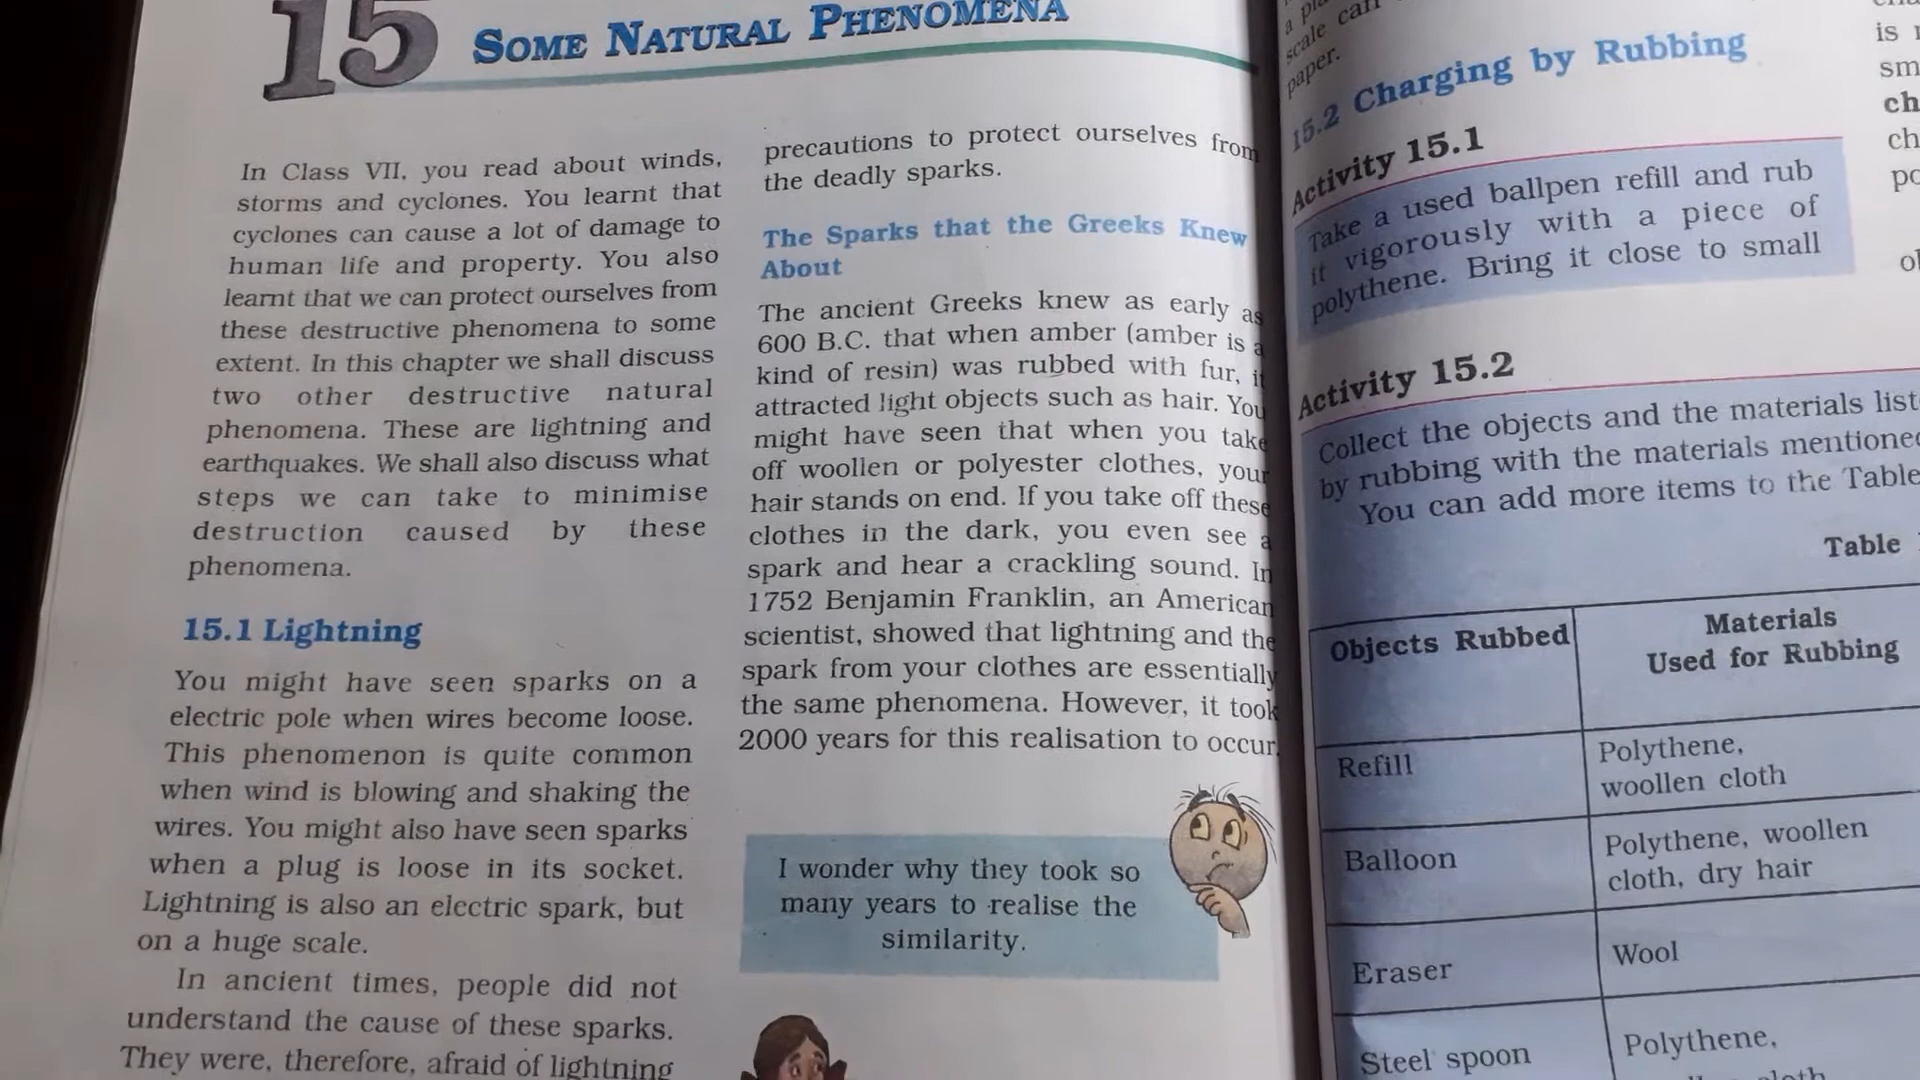 15 SOME NATURAL PHENOMENA
In Class VII, you read about winds,
storms and cyclones. You learnt that
cyclones can cause a lot of damage to
human life and property. You also
learnt that we can protect ourselves from
these destructive phenomena to some
extent. In this chapter we shall discuss
two other destructive natural
phenomena. These are lightning and
earthquakes. We shall also discuss what
steps we can take to minimise
destruction caused by these
phenomena.
15.1 Lightning
You might have seen sparks on a
electric pole when wires become loose.
This phenomenon is quite common
when wind is blowing and shaking the
wires. You might also have seen sparks
when a plug is loose in its socket.
Lightning is also an electric spark, but
on a huge scale.
In ancient times, people did not
understand the cause of these sparks.
They were, therefore, afraid of lightning
precautions to protect ourselves from
the deadly sparks.
The Sparks that the Greeks Knew
About
The ancient Greeks knew as early as
600 B.C. that when amber (amber is a
kind of resin) was rubbed with fur, it
attracted light objects such as hair. You
might have seen that when you take
off woollen or polyester clothes, your
hair stands on end. If you take off these
clothes in the dark, you even see a
spark and hear a crackling sound. In
1752 Benjamin Franklin, an American
scientist, showed that lightning and the
spark from your clothes are essentially
the same phenomena. However, it took
2000 years for this realisation to occur.
I wonder why they took so
many years to realise the
similarity.
scale can
paper.
15.2 Charging by Rubbing
Activity 15.1
Take a used ballpen refill and rub
it vigorously with a piece of
polythene. Bring it close to small
Activity 15.2
Collect the objects and the materials
by rubbing with the materials
You can add more items to the Table
Table
Objects Rubbed
Materials
Used for Rubbing
Refill
Polythene,
woollen cloth
Balloon
Polythene, woollen
cloth, dry hair
Eraser
Wool
Steel spoon
Polythene,
is